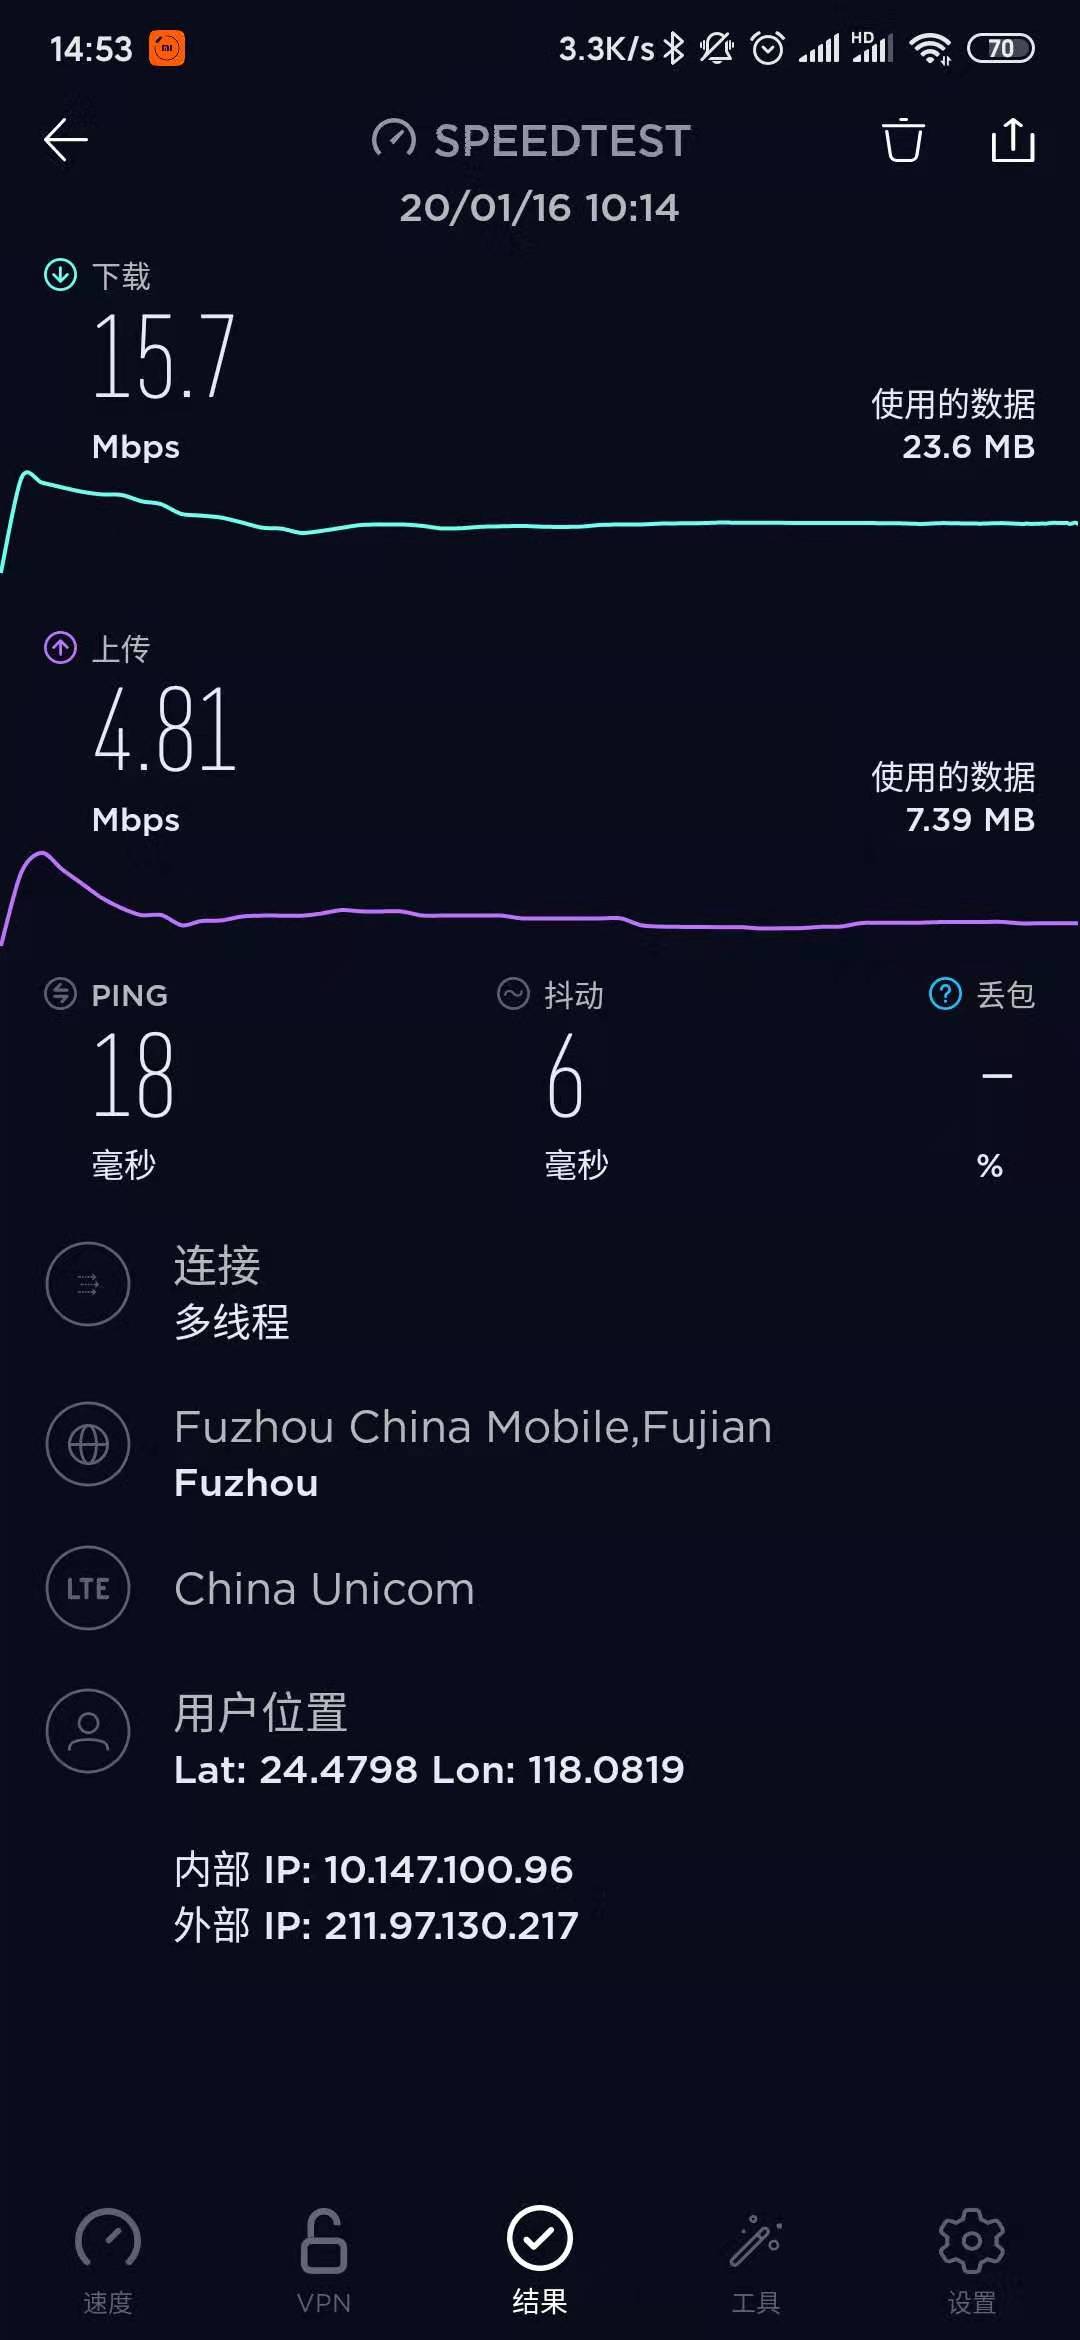 14:53
3.3K/s HD 70
SPEEDTEST
20/01/16 10:14
下载
15.7
Mbps
使用的数据
23.6 MB
上传
4.81
Mbps
使用的数据
7.39 MB
PING 抖动 ? 丢包
18 6 –
毫秒 毫秒 %
连接
多线程
Fuzhou China Mobile,Fujian
Fuzhou
LTE China Unicom
用户位置
Lat: 24.4798 Lon: 118.0819
内部 IP: 10.147.100.96
外部 IP: 211.97.130.217
速度 VPN 结果 工具 设置